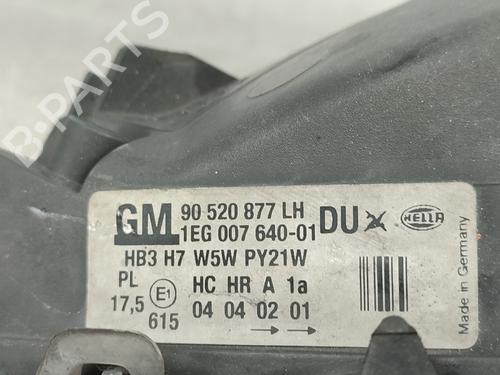 B-PARTS
GM 90 520 877 LH DU HELLA
1EG 007 640-01
HB3 H7 W5W PY21W
PL HC HR A 1a
17,5 E1 04 04 02 01
615
Made in Germany